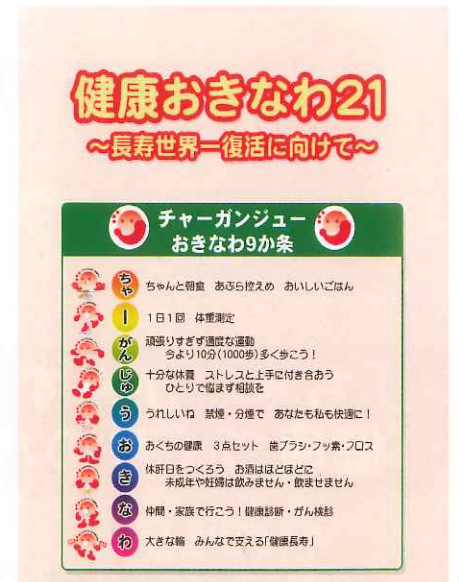 健康おきなわ21
～長寿世界一復活に向けて～
チャーガンジュー
おきなわ9か条
ちゃ ちゃんと朝食 あぶら控えめ おいしいごはん
ー 1日1回 体重測定
がん 頑張りすぎず適度な運動
今より10分(1000歩)多く歩こう！
じゅ 十分な休養 ストレスと上手に付き合おう
ひとりで悩まず相談を
う うれしいね 禁煙・分煙で あなたも私も快適に！
お おくちの健康 3点セット 歯ブラシ・フッ素・フロス
き 休肝日をつくろう お酒はほどほどに
未成年や妊婦は飲みません・飲ませません
な 仲間・家族で行こう！健康診断・がん検診
わ 大きな輪 みんなで支える「健康長寿」